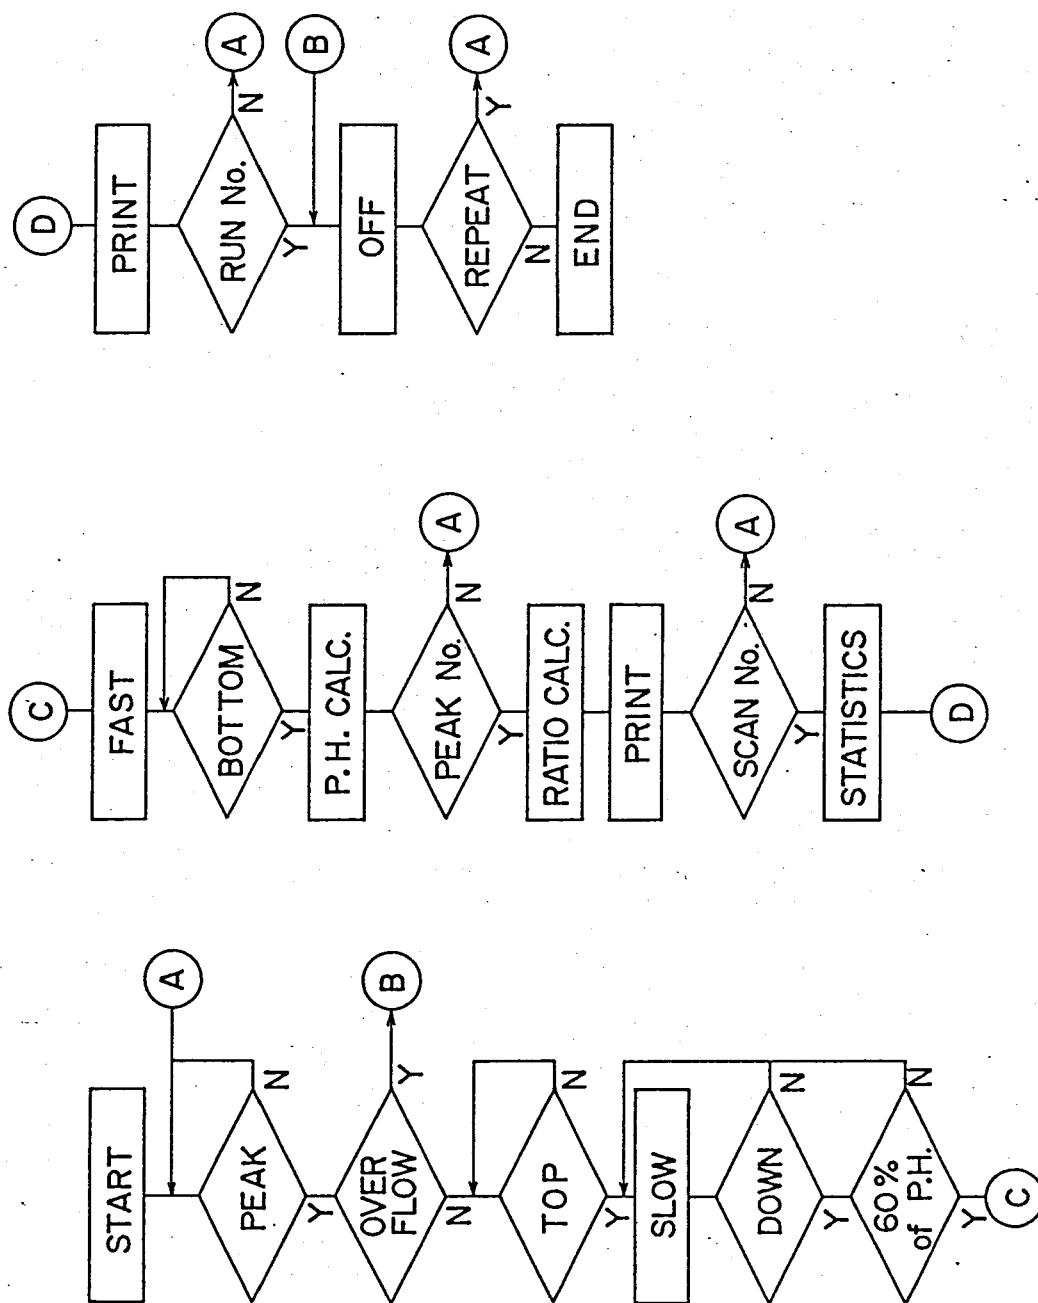 START
A
PEAK
N
Y
OVER
FLOW
Y
B
N
TOP
N
Y
SLOW
DOWN
N
Y
60%
of P.H.
N
Y
C
C
FAST
BOTTOM
N
Y
P.H. CALC.
PEAK No.
N
A
Y
RATIO CALC.
PRINT
SCAN No.
N
A
Y
STATISTICS
D
D
PRINT
RUN No.
N
A
Y
B
OFF
REPEAT
Y
A
N
END